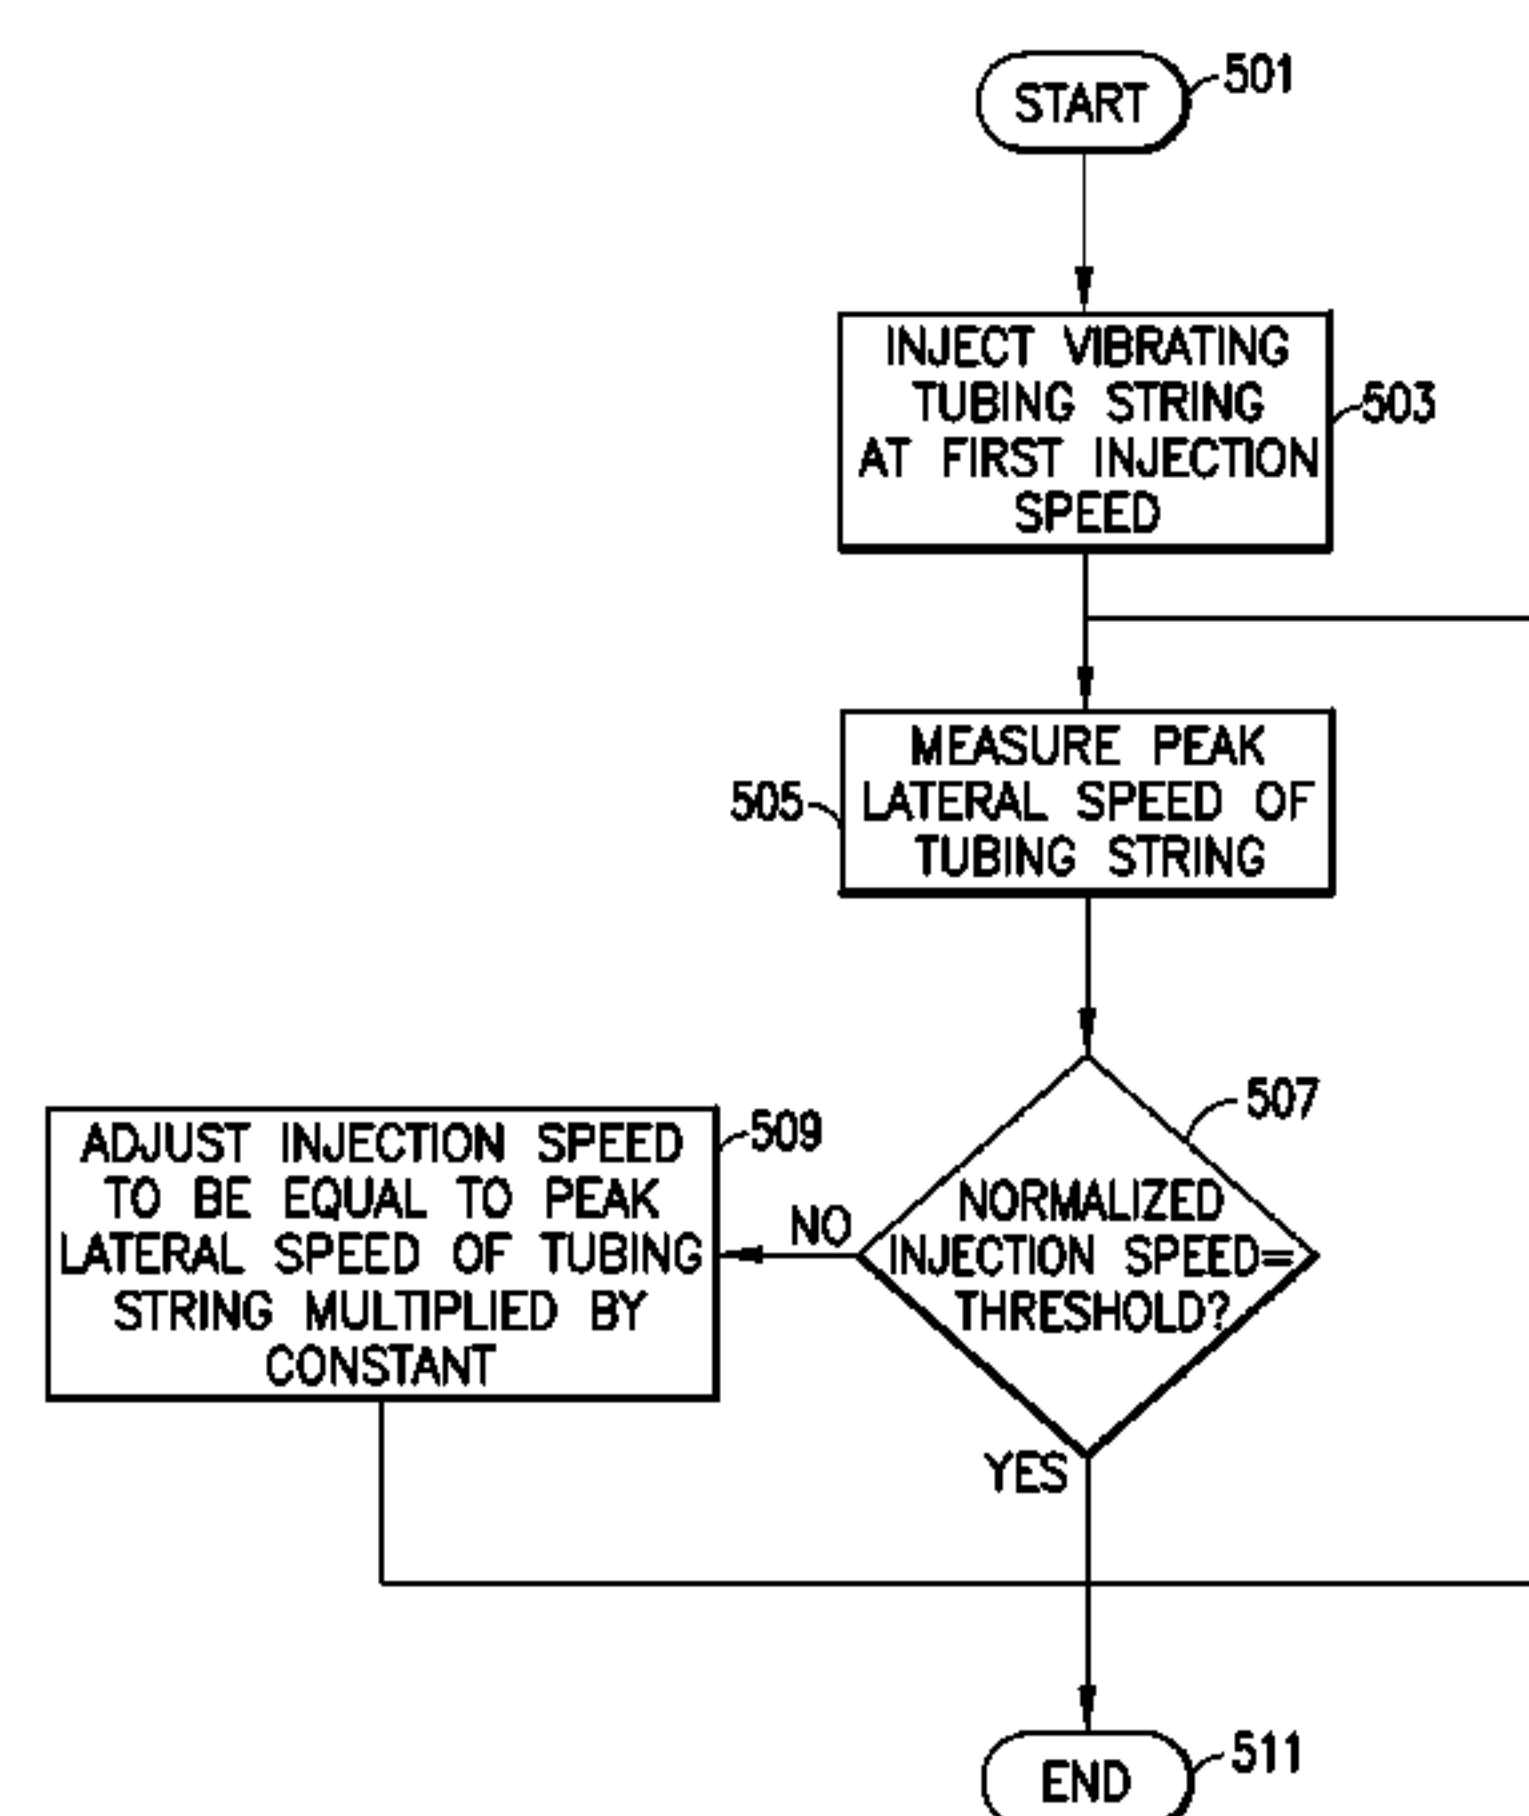 START
501
INJECT VIBRATING
TUBING STRING
AT FIRST INJECTION
SPEED
503
MEASURE PEAK
LATERAL SPEED OF
TUBING STRING
505
507
NORMALIZED
INJECTION SPEED=
THRESHOLD?
NO
YES
ADJUST INJECTION SPEED
TO BE EQUAL TO PEAK
LATERAL SPEED OF TUBING
STRING MULTIPLIED BY
CONSTANT
509
END
511